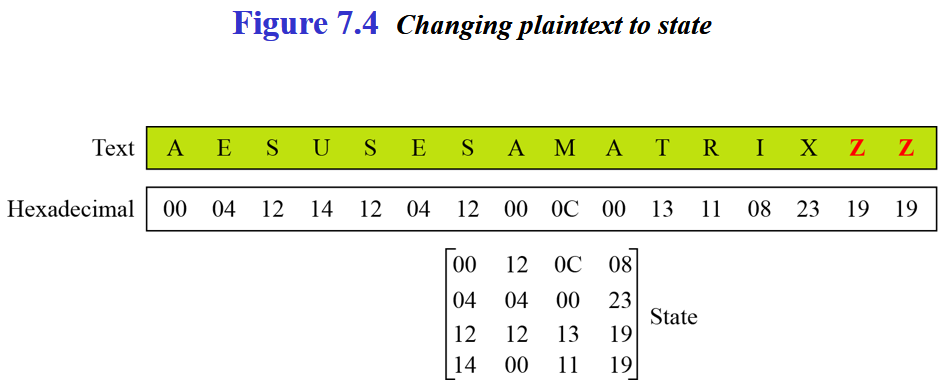 Figure 7.4 Changing plaintext to state
Text A E S U S E S A M A T R I X Z Z
Hexadecimal 00 04 12 14 12 04 12 00 0C 00 13 11 08 23 19 19
00 12 0C 08
04 04 00 23
State
12 12 13 19
14 00 11 19